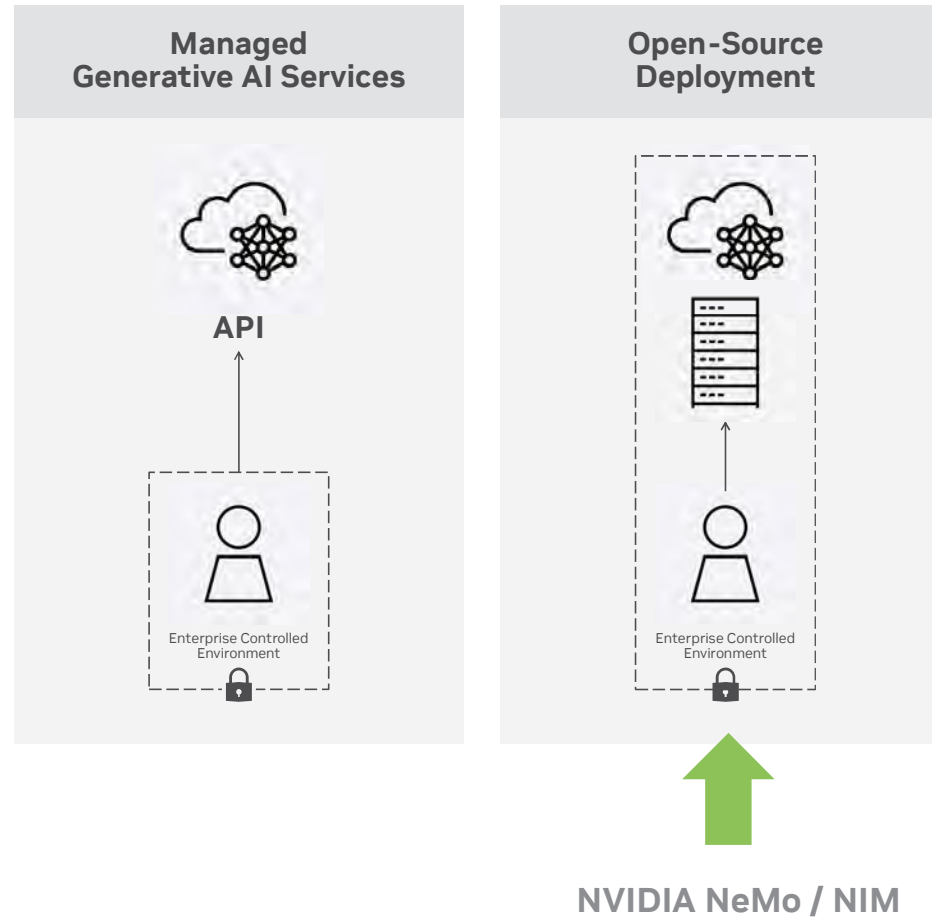 Managed
Generative AI Services
API
Enterprise Controlled
Environment
Open-Source
Deployment
Enterprise Controlled
Environment
NVIDIA NeMo / NIM